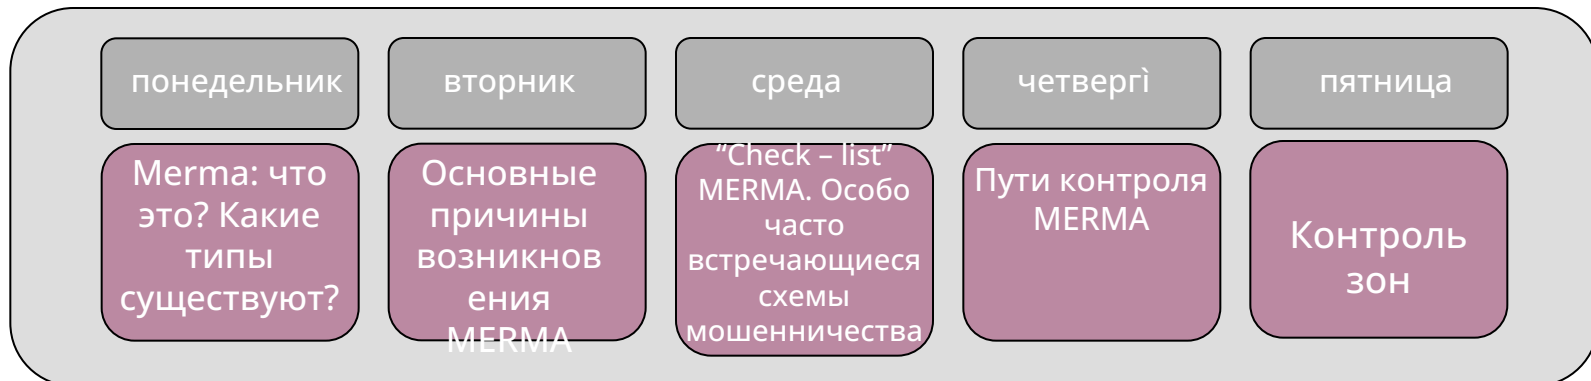 понедельник
вторник
среда
четвергì
пятница
Merma: что
это? Какие
типы
существуют?
Основные
причины
возникнов
ения
MERMA
“Check – list”
MERMA. Особо
часто
встречающиеся
схемы
мошенничества
Пути контроля
MERMA
Контроль
зон